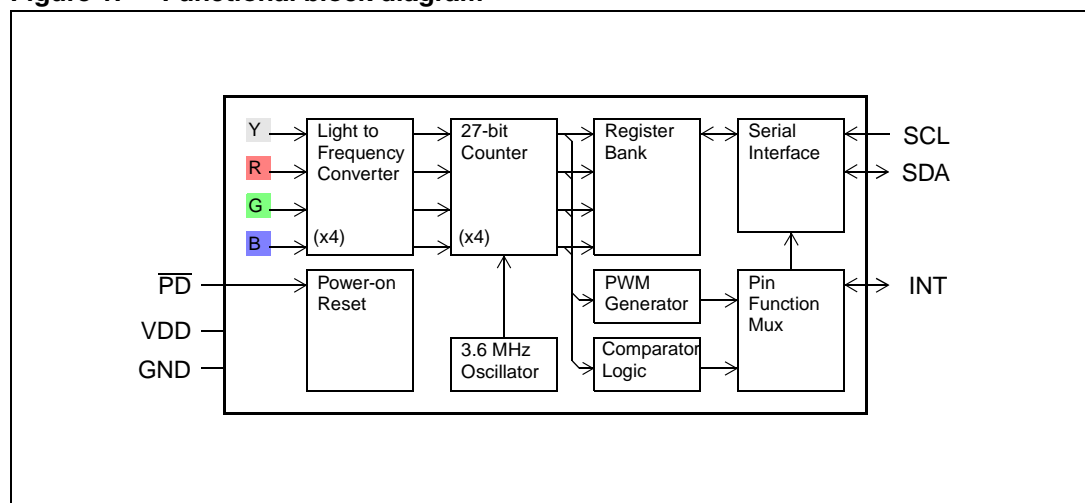 Figure 1. Functional block diagram
Y
R
G
B
Light to
Frequency
Converter
(x4)
27-bit
Counter
(x4)
Register
Bank
Serial
Interface
SCL
SDA
PD
VDD
GND
Power-on
Reset
3.6 MHz
Oscillator
PWM
Generator
Comparator
Logic
Pin
Function
Mux
INT